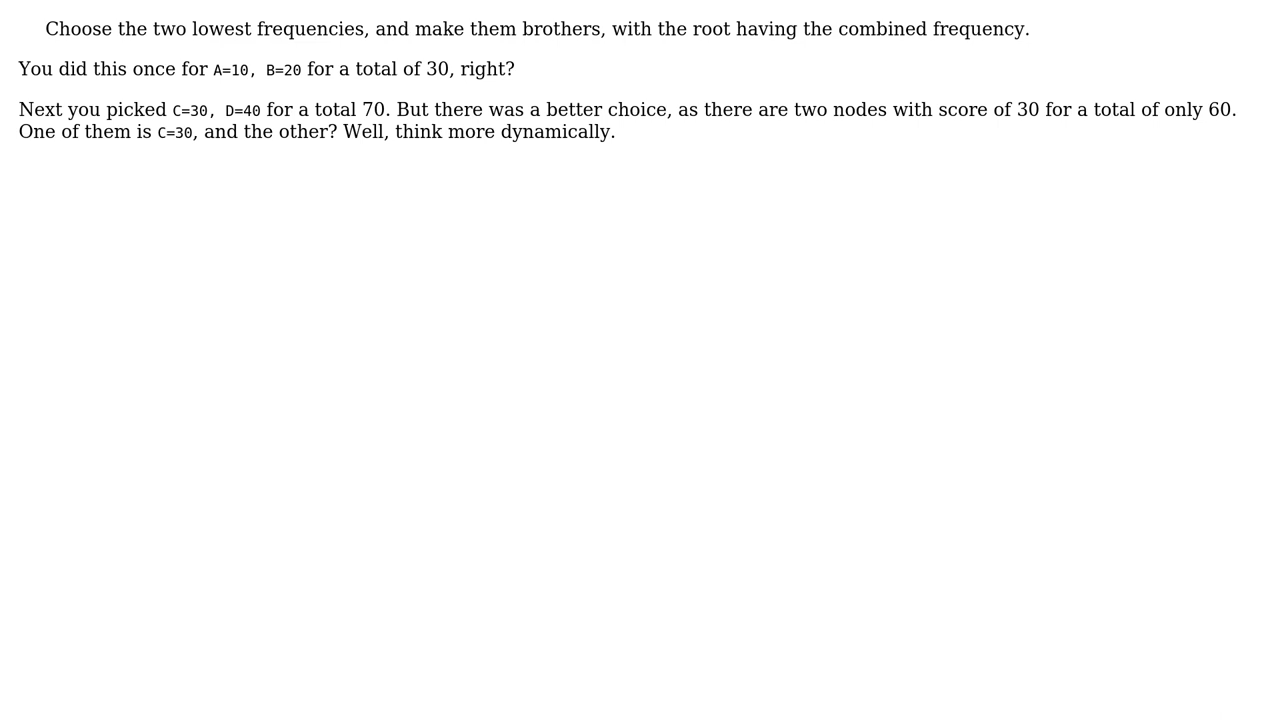 Choose the two lowest frequencies, and make them brothers, with the root having the combined frequency.
You did this once for A=10, B=20 for a total of 30, right?
Next you picked C=30, D=40 for a total 70. But there was a better choice, as there are two nodes with score of 30 for a total of only 60.
One of them is C=30, and the other? Well, think more dynamically.